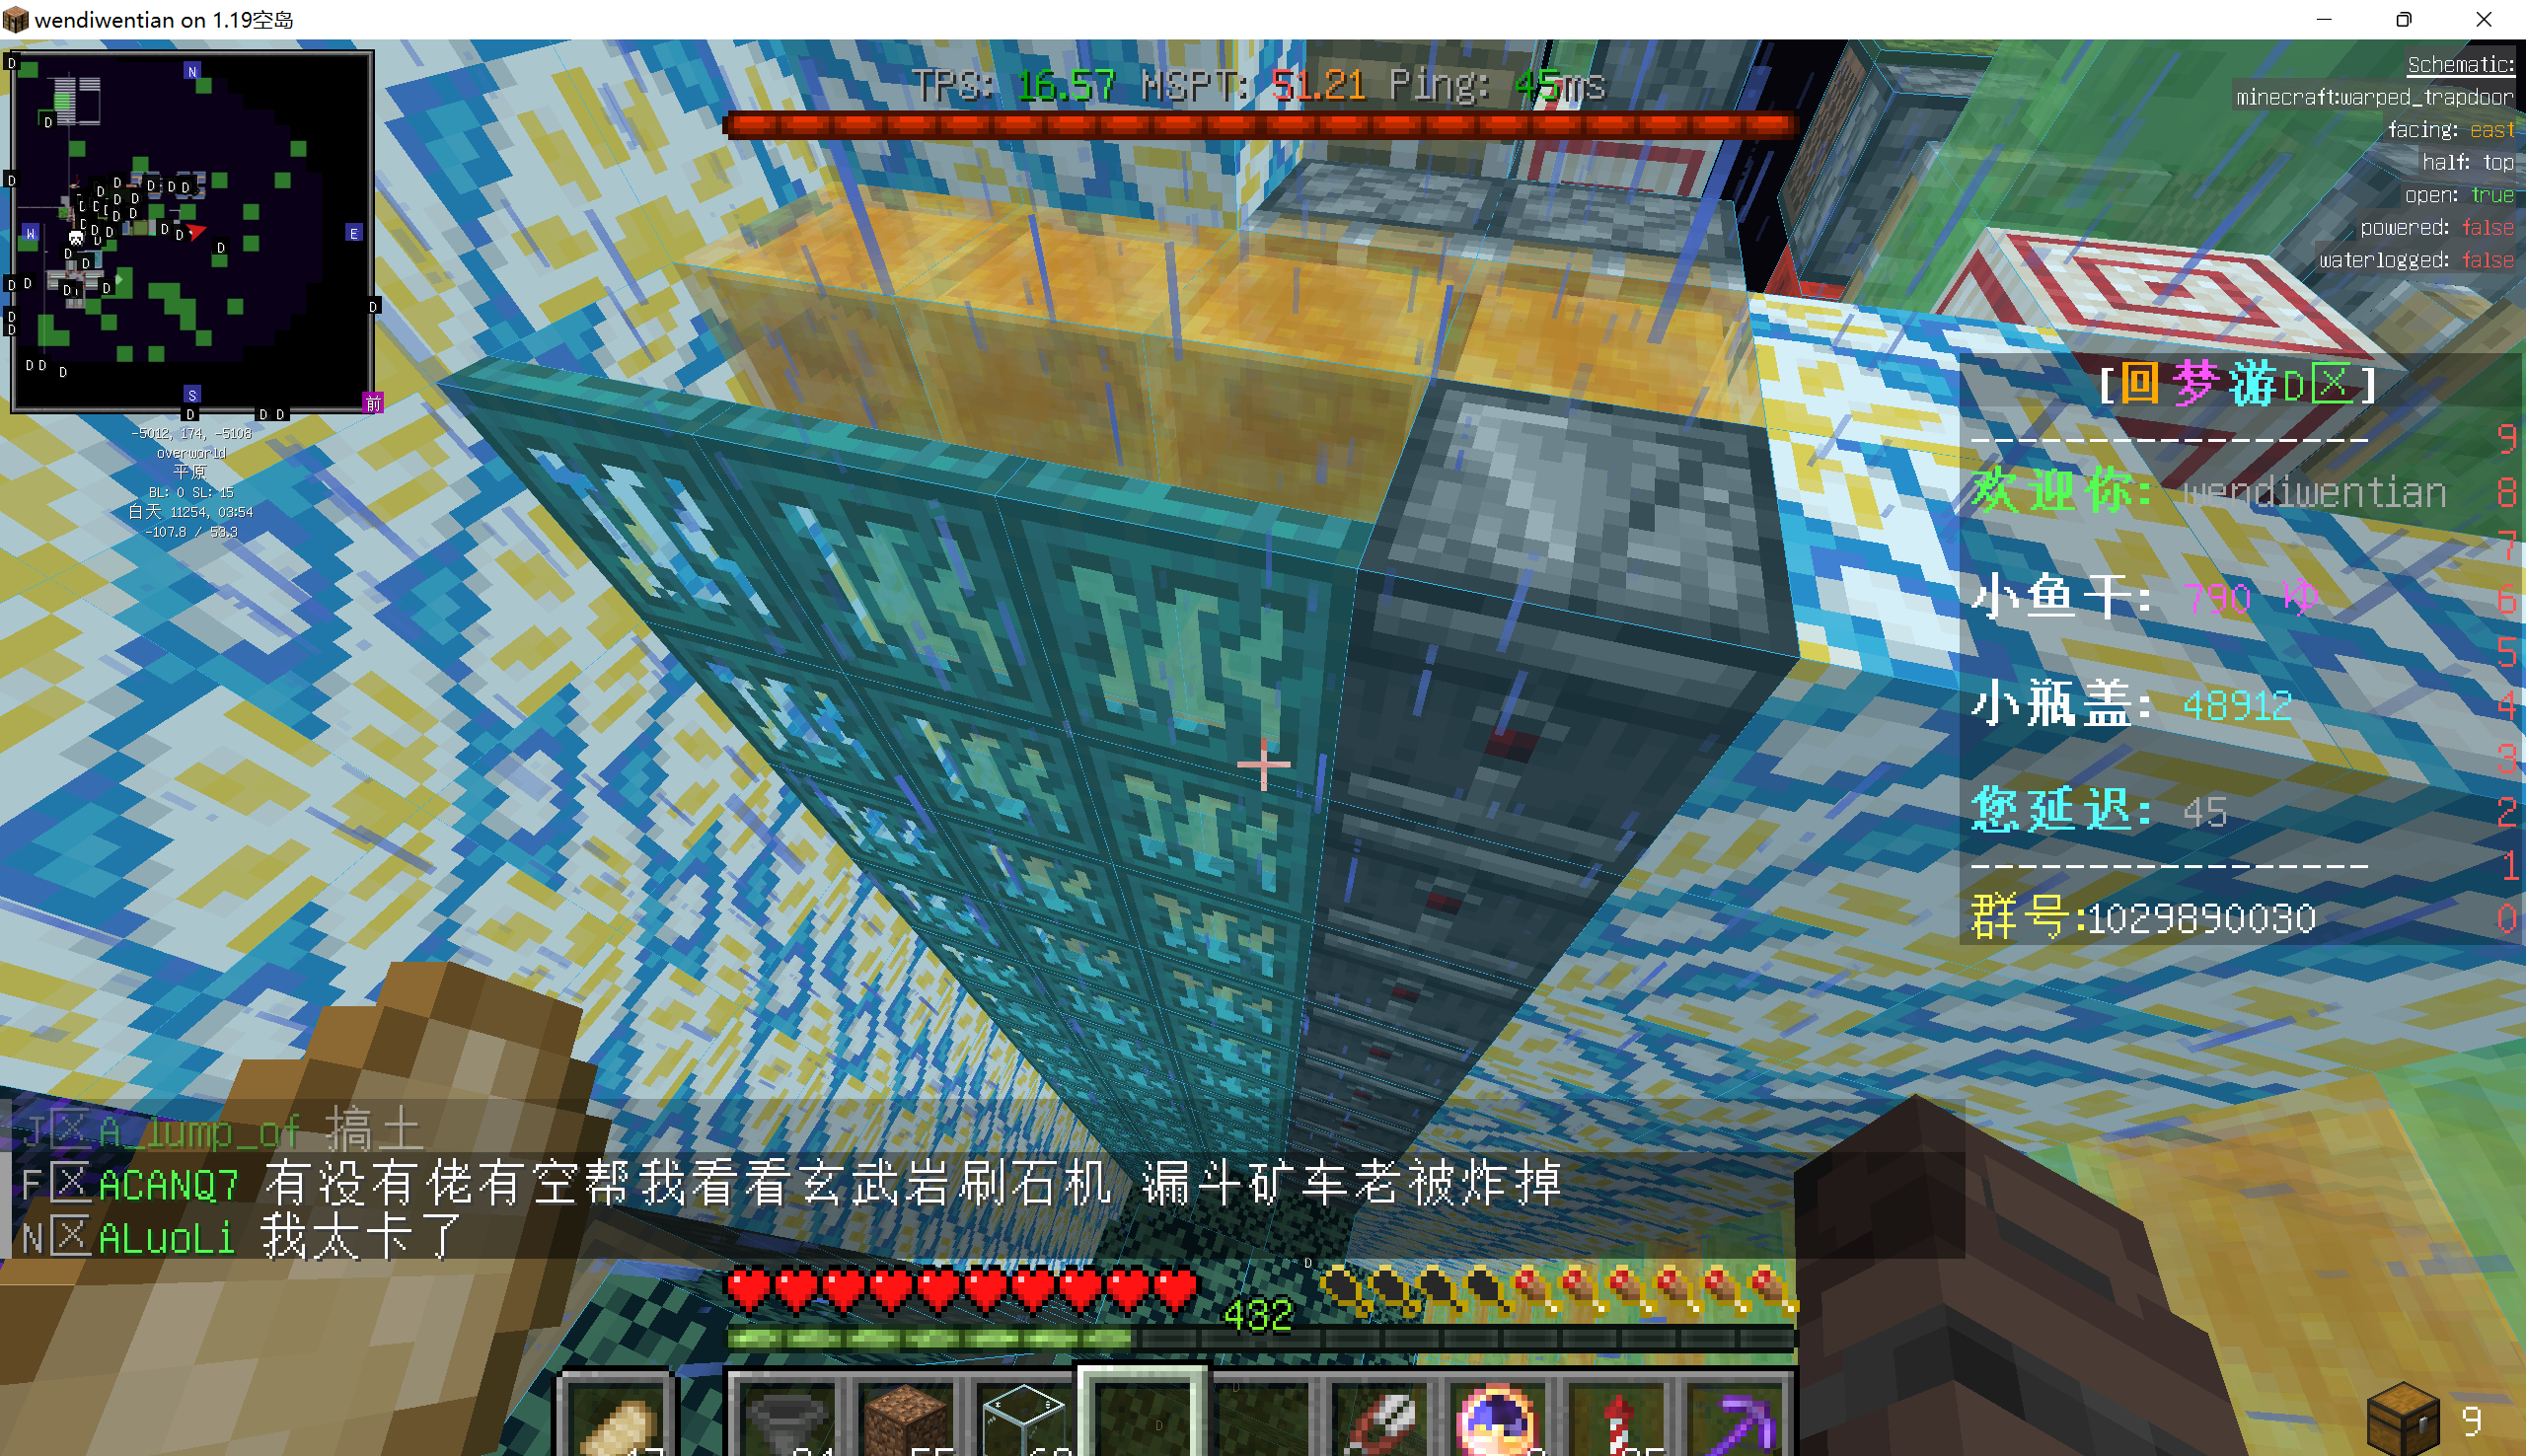 wendiwentian on 1.19空岛
TPS: 16.57 MSPT: 51.21 Ping: 45ms
N
W
E
S
前
-5012, 174, -5108
overworld
平原
BL: 0 SL: 15
白天 11254, 03:54
-107.8 / 53.3
Schematic:
minecraft:warped_trapdoor
facing: east
half: top
open: true
powered: false
waterlogged: false
[回梦游D]
------------------ 9
欢迎你: wendiwentian 8
7
小鱼干: 790 ゆ 6
5
小瓶盖: 48912 4
3
您延迟: 45 2
------------------ 1
群号:1029890030 0
J A_lump_of 搞土
F ACANQ7 有没有佬有空帮我看看玄武岩刷石机 漏斗矿车老被炸掉
N ALuoLi 我太卡了
432
9